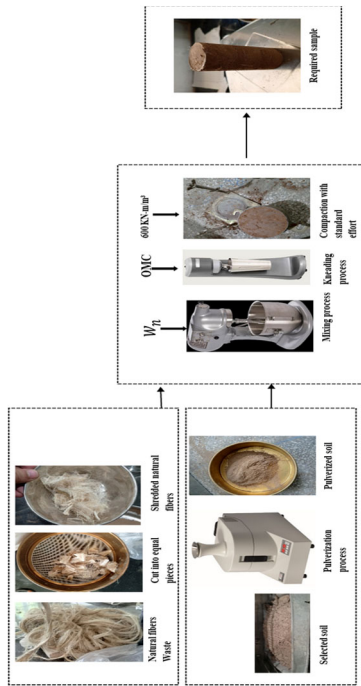 Natural fibers
Waste
Cut into equal
pieces
Shredded natural
fibers
Selected soil
Pulverization
process
Pulverized soil
Wn
OMC
600 KN-m/m³
Mixing process
Kneading
process
Compaction with
standard
effort
Required sample